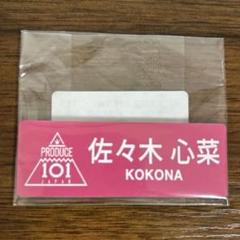 PRODUCE
101
JAPAN
佐々木 心菜
KOKONA